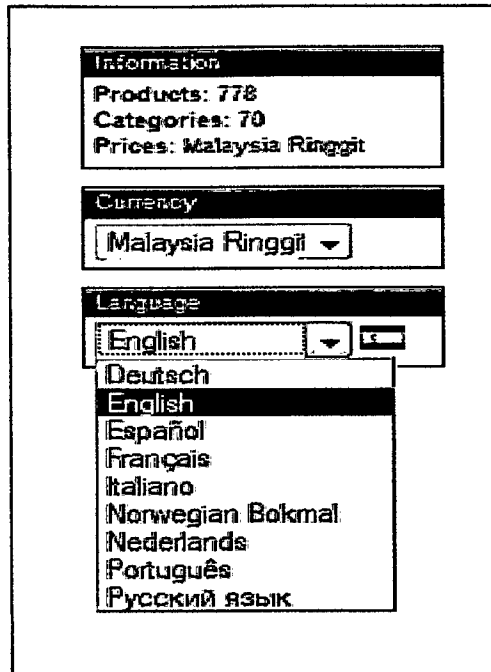 Information
Products: 778
Categories: 70
Prices: Malaysia Ringgit
Currency
Malaysia Ringgit
Language
English
Deutsch
English
Español
Français
Italiano
Norwegian Bokmal
Nederlands
Português
Русский язык